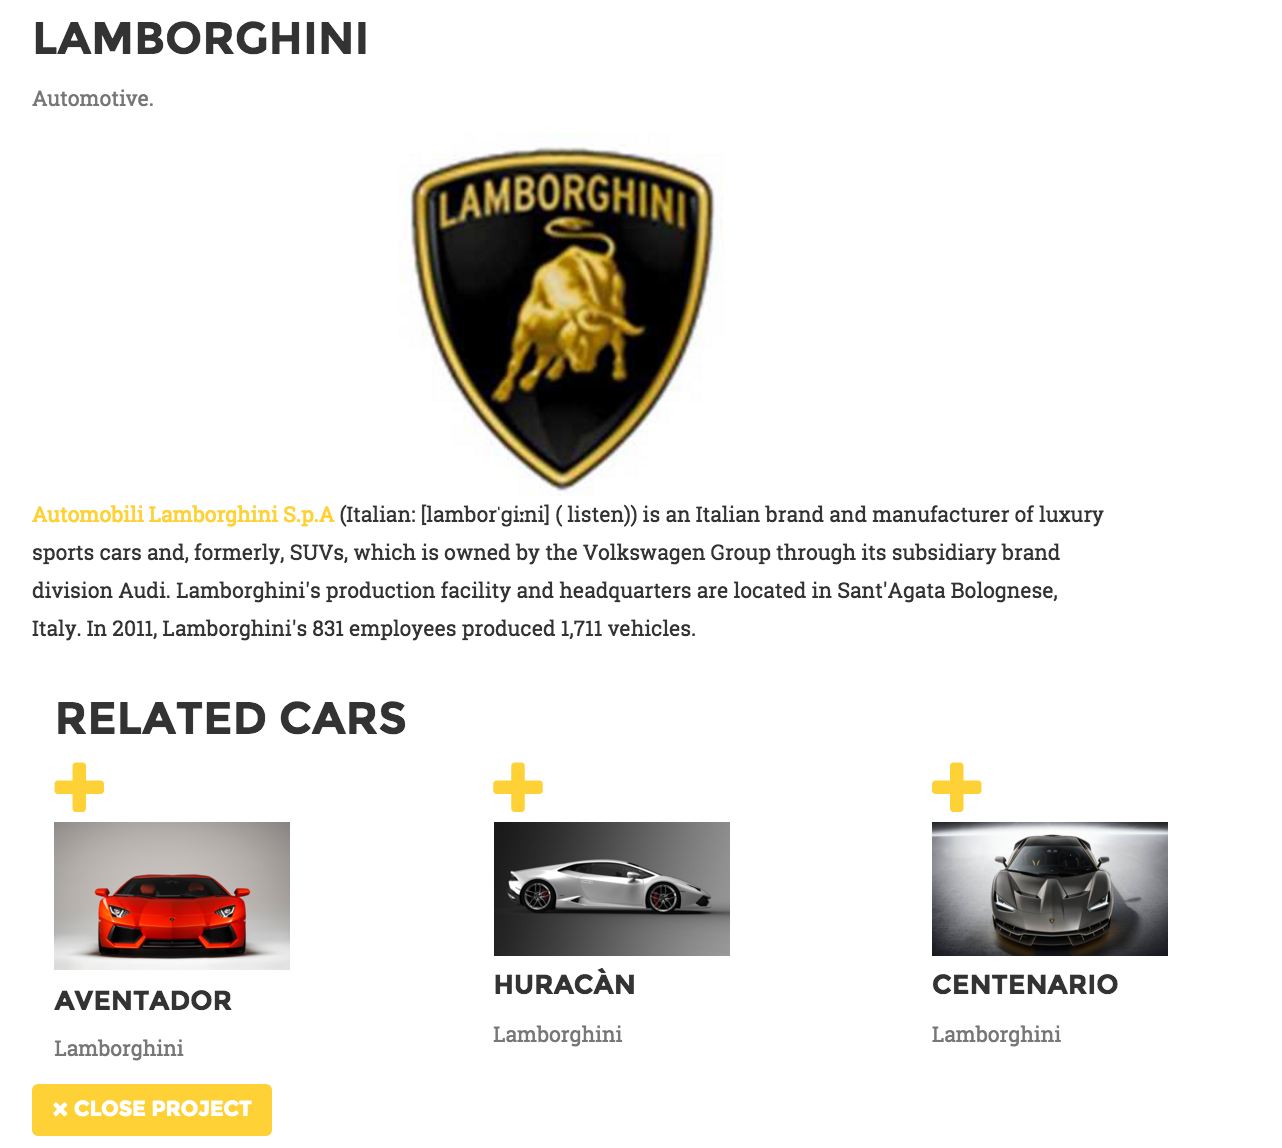 LAMBORGHINI
Automotive.
LAMBORGHINI
Automobili Lamborghini S.p.A (Italian: [lamborˈɡiːni] ( listen)) is an Italian brand and manufacturer of luxury
sports cars and, formerly, SUVs, which is owned by the Volkswagen Group through its subsidiary brand
division Audi. Lamborghini's production facility and headquarters are located in Sant'Agata Bolognese,
Italy. In 2011, Lamborghini's 831 employees produced 1,711 vehicles.
RELATED CARS
AVENTADOR
Lamborghini
HURACÀN
Lamborghini
CENTENARIO
Lamborghini
× CLOSE PROJECT